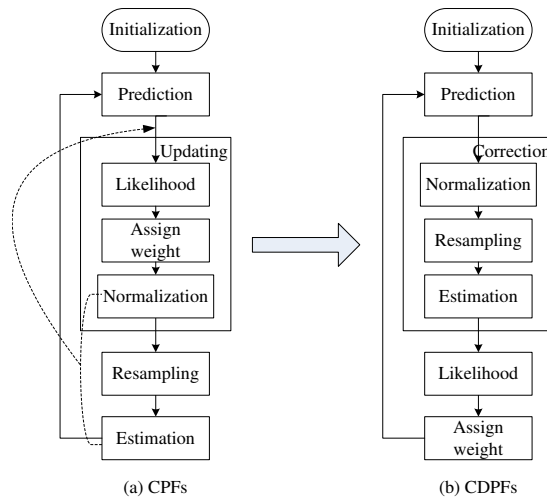 Initialization
Prediction
Updating
Likelihood
Assign
weight
Normalization
Resampling
Estimation
(a) CPFs
Initialization
Prediction
Correction
Normalization
Resampling
Estimation
Likelihood
Assign
weight
(b) CDPFs